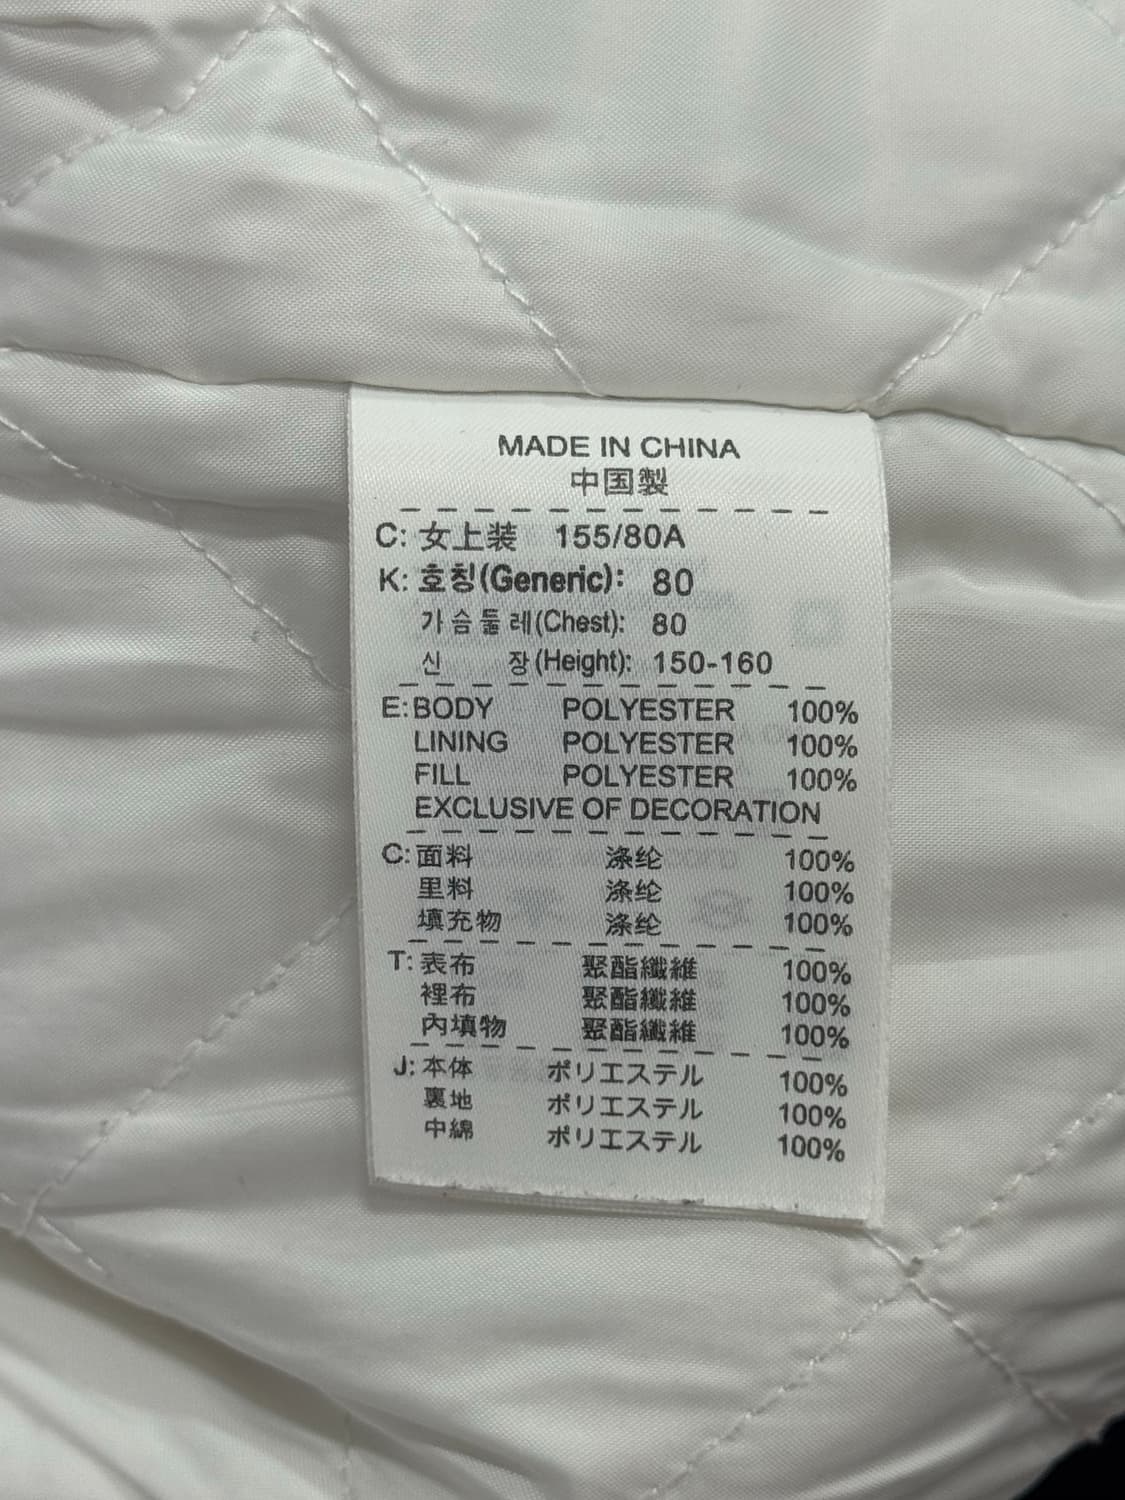 MADE IN CHINA
中国製
C: 女上装 155/80A
K: 호칭(Generic): 80
가슴둘레(Chest): 80
신 장(Height): 150-160
E: BODY POLYESTER 100%
LINING POLYESTER 100%
FILL POLYESTER 100%
EXCLUSIVE OF DECORATION
C: 面料 涤纶 100%
里料 涤纶 100%
填充物 涤纶 100%
T: 表布 聚酯纖維 100%
裡布 聚酯纖維 100%
內填物 聚酯纖維 100%
J: 本体 ポリエステル 100%
裏地 ポリエステル 100%
中綿 ポリエステル 100%